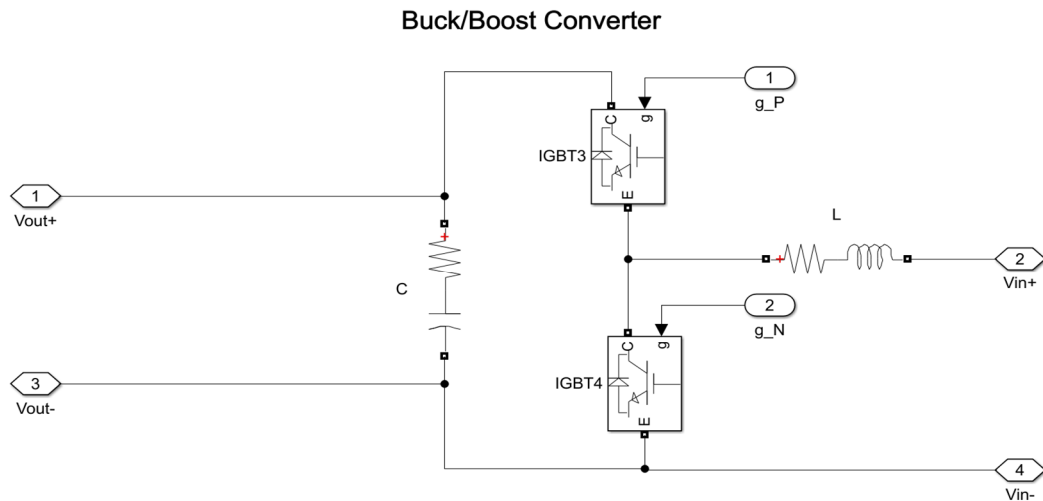 Buck/Boost Converter
1
g_P
C
g
IGBT3
E
1
Vout+
L
+
+
2
Vin+
C
2
g_N
C
g
IGBT4
E
3
Vout-
4
Vin-